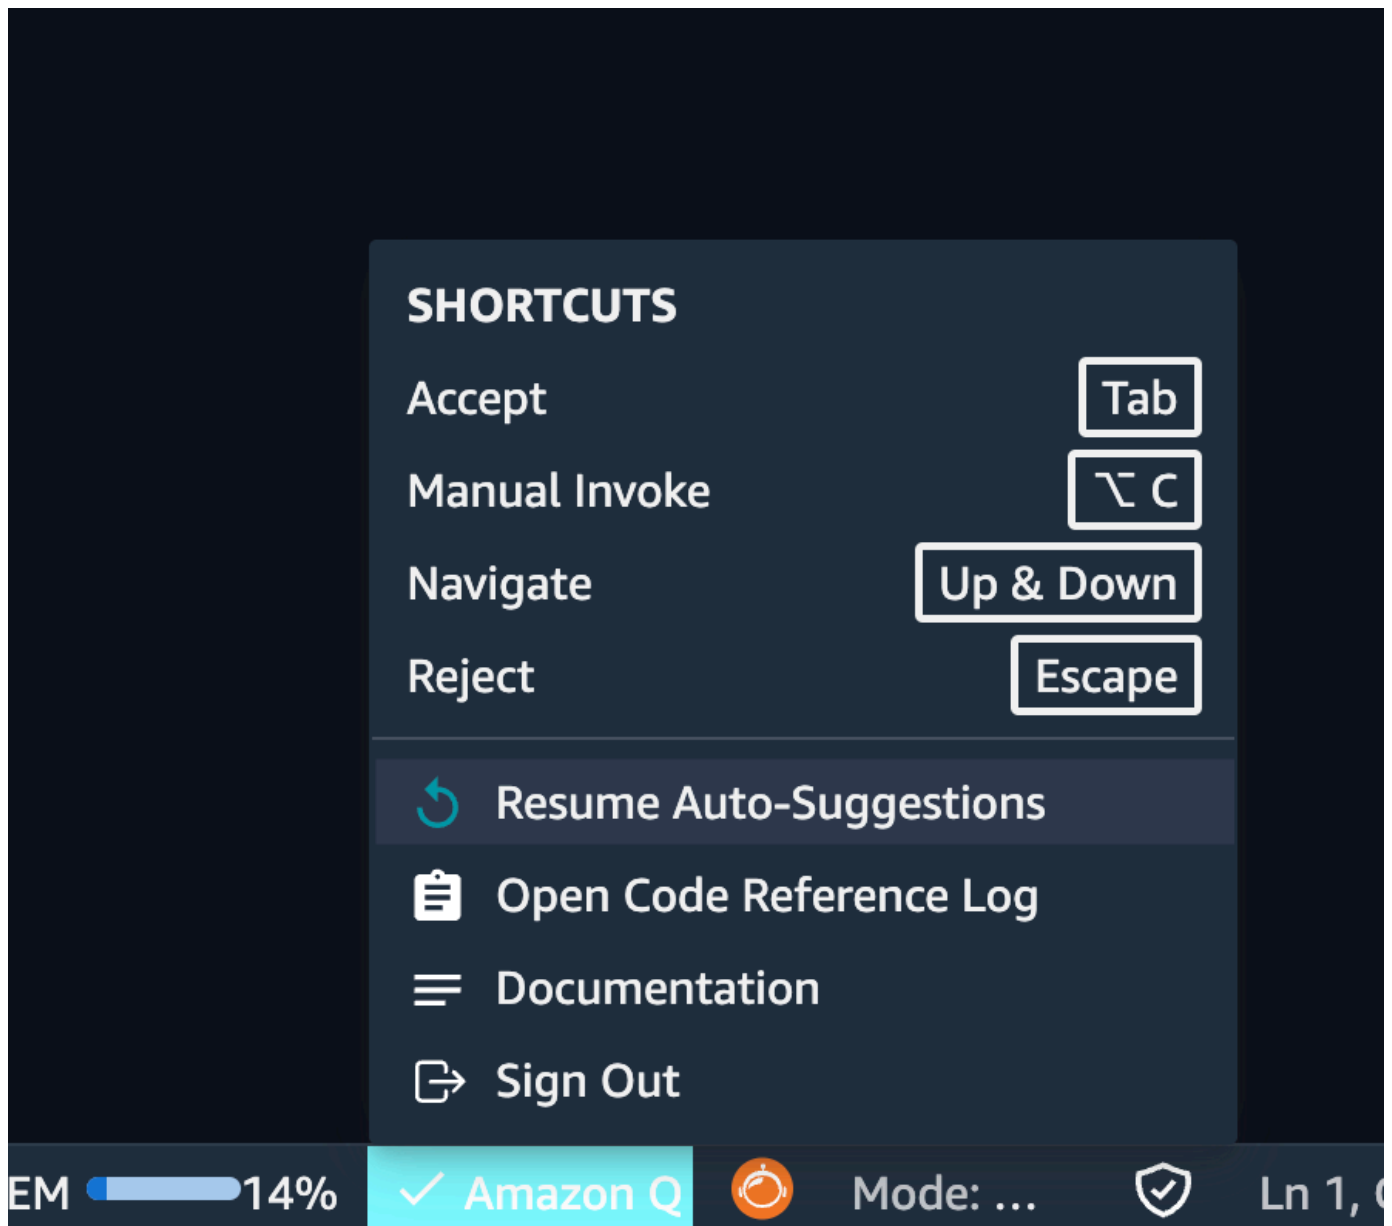 SHORTCUTS
Accept Tab
Manual Invoke ⌥ C
Navigate Up & Down
Reject Escape
Resume Auto-Suggestions
Open Code Reference Log
Documentation
Sign Out
EM 14% Amazon Q Mode: ... Ln 1,